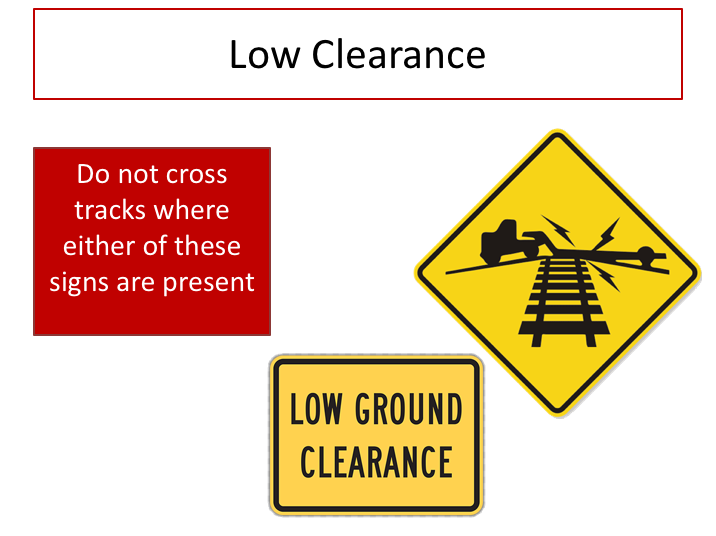 Low Clearance
Do not cross
tracks where
either of these
signs are present
LOW GROUND
CLEARANCE